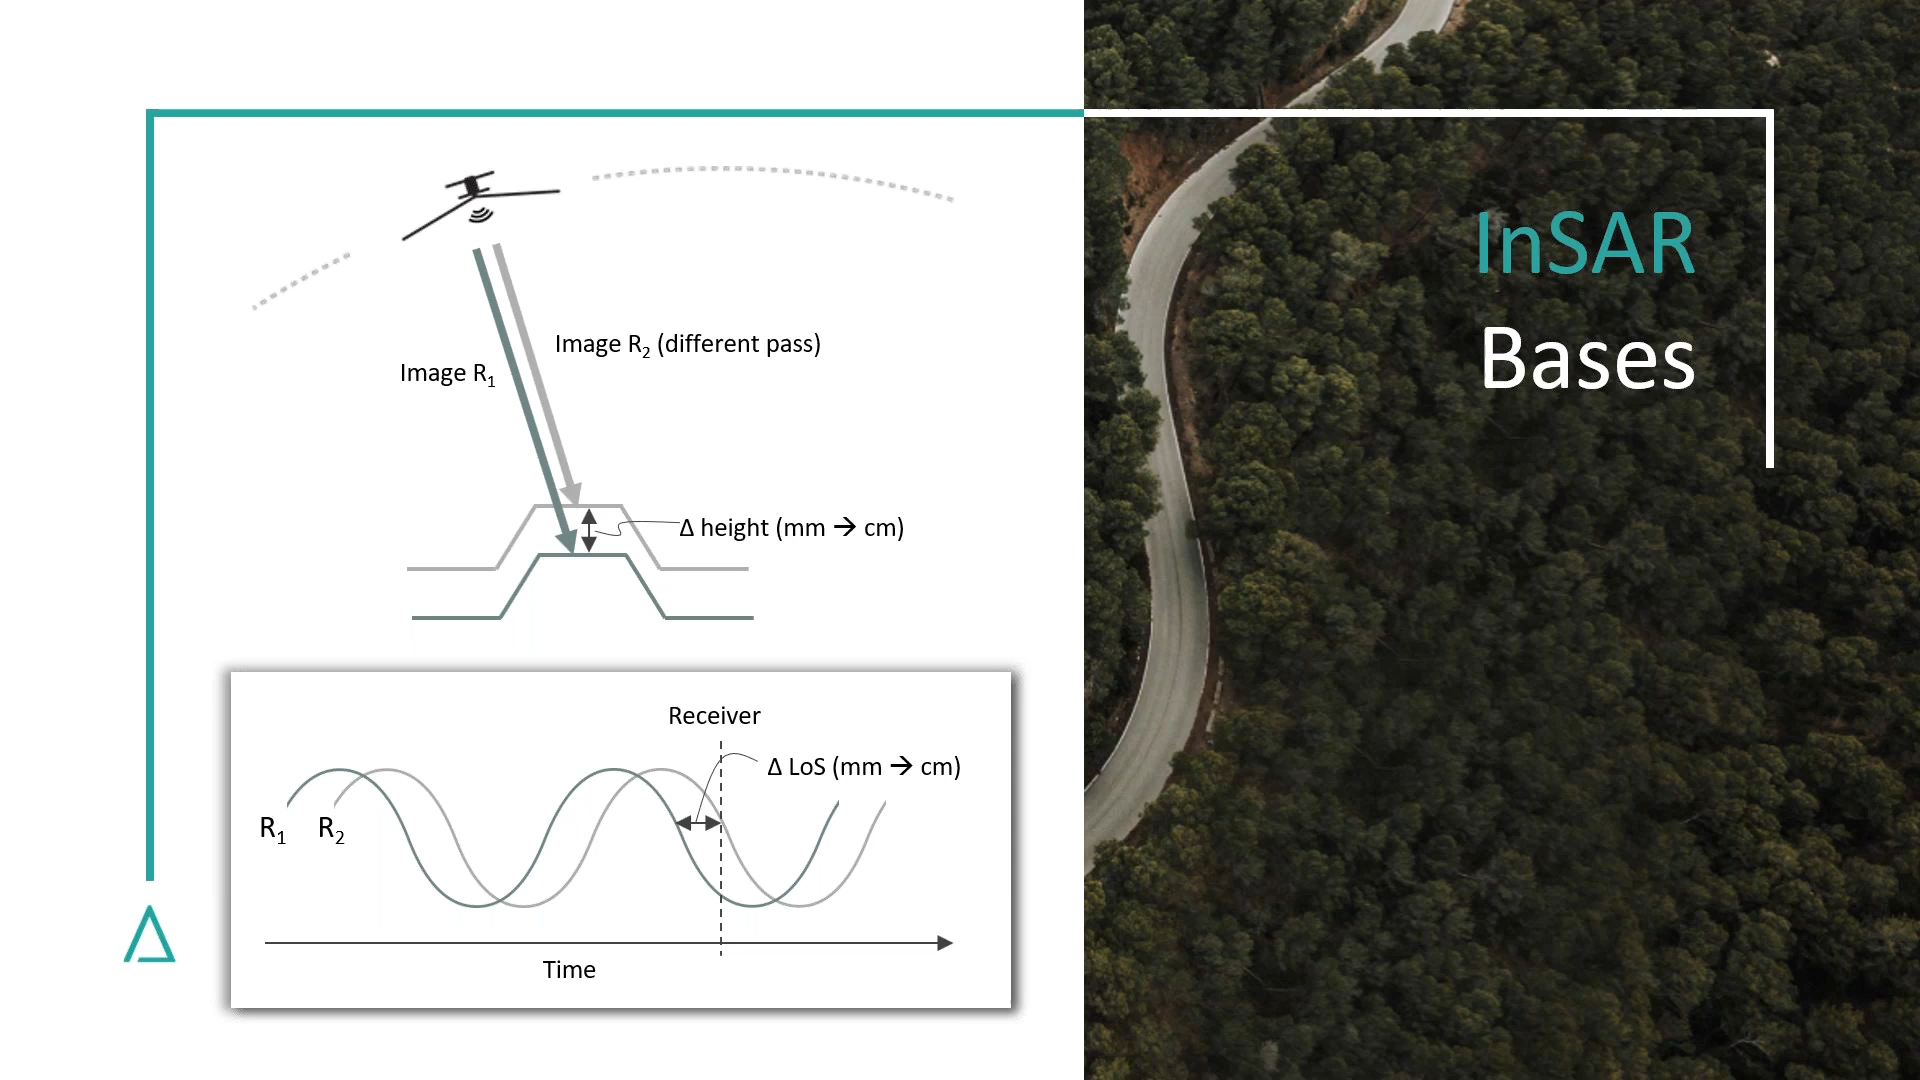 InSAR
Bases
Image R₂ (different pass)
Image R₁
Δ height (mm → cm)
Receiver
Δ LoS (mm → cm)
R₁ R₂
Time